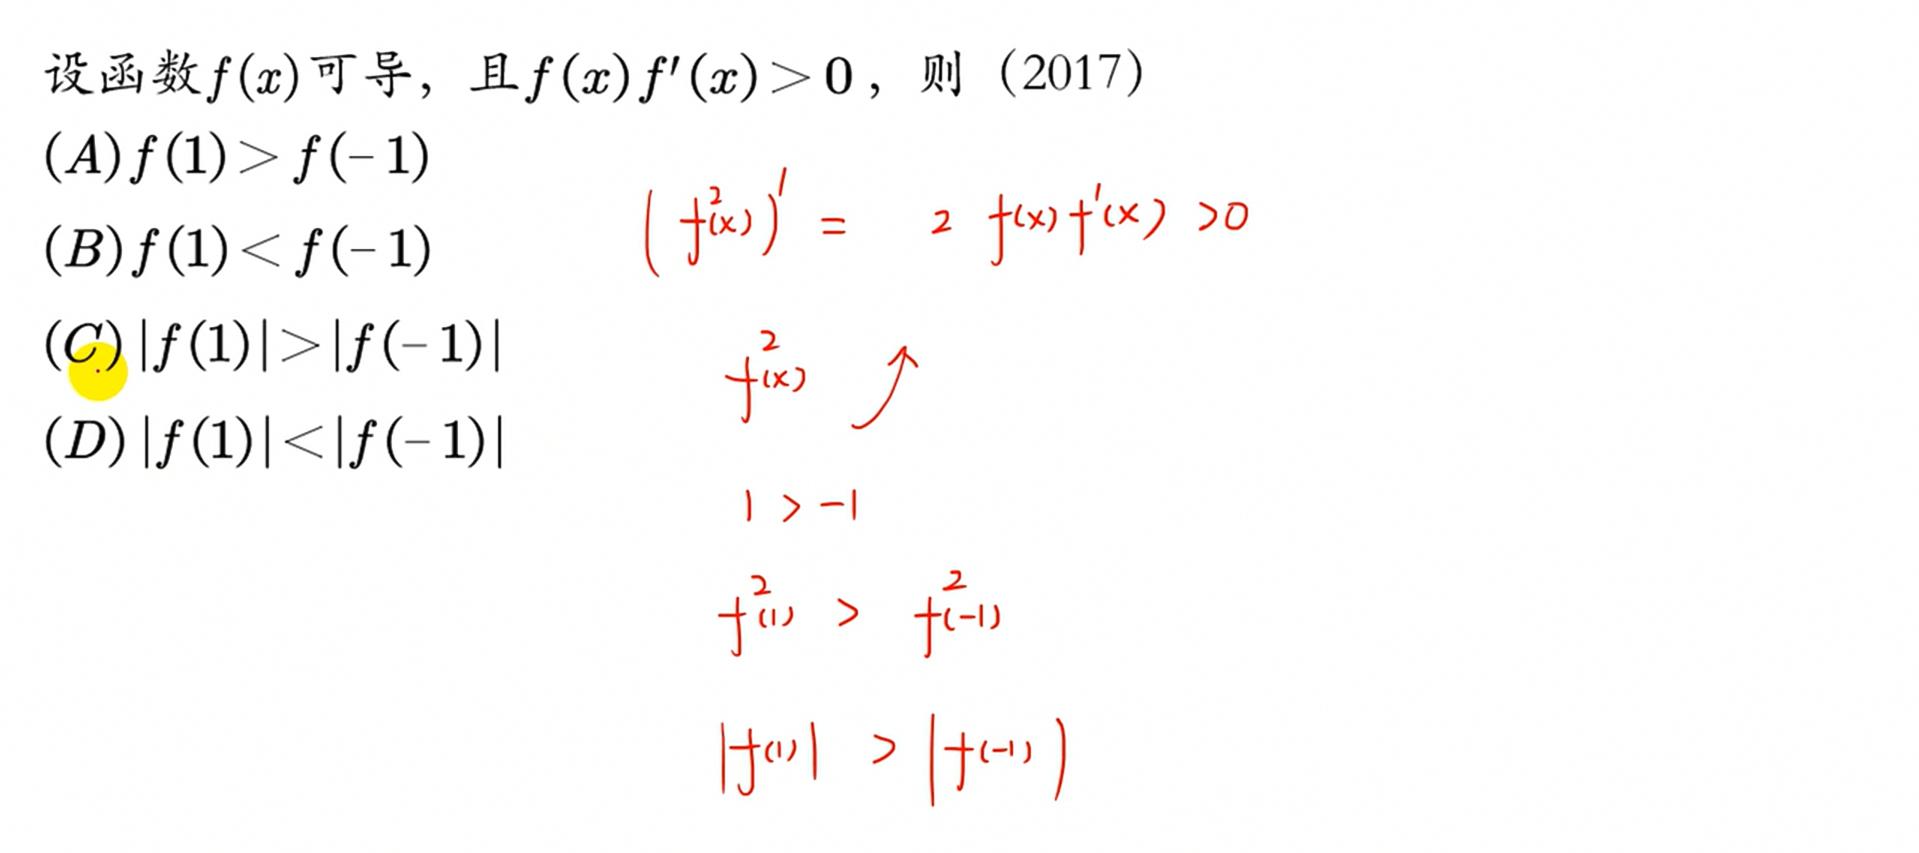 设函数f(x)可导，且f(x)f'(x)>0，则（2017）
(A)f(1)>f(-1)
(B)f(1)<f(-1)
(C)|f(1)|>|f(-1)|
(D)|f(1)|<|f(-1)|
(f²(x))' = 2 f(x)f'(x) >0
f²(x) ↗
1 > -1
f²(1) > f²(-1)
|f(1)| > |f(-1)|